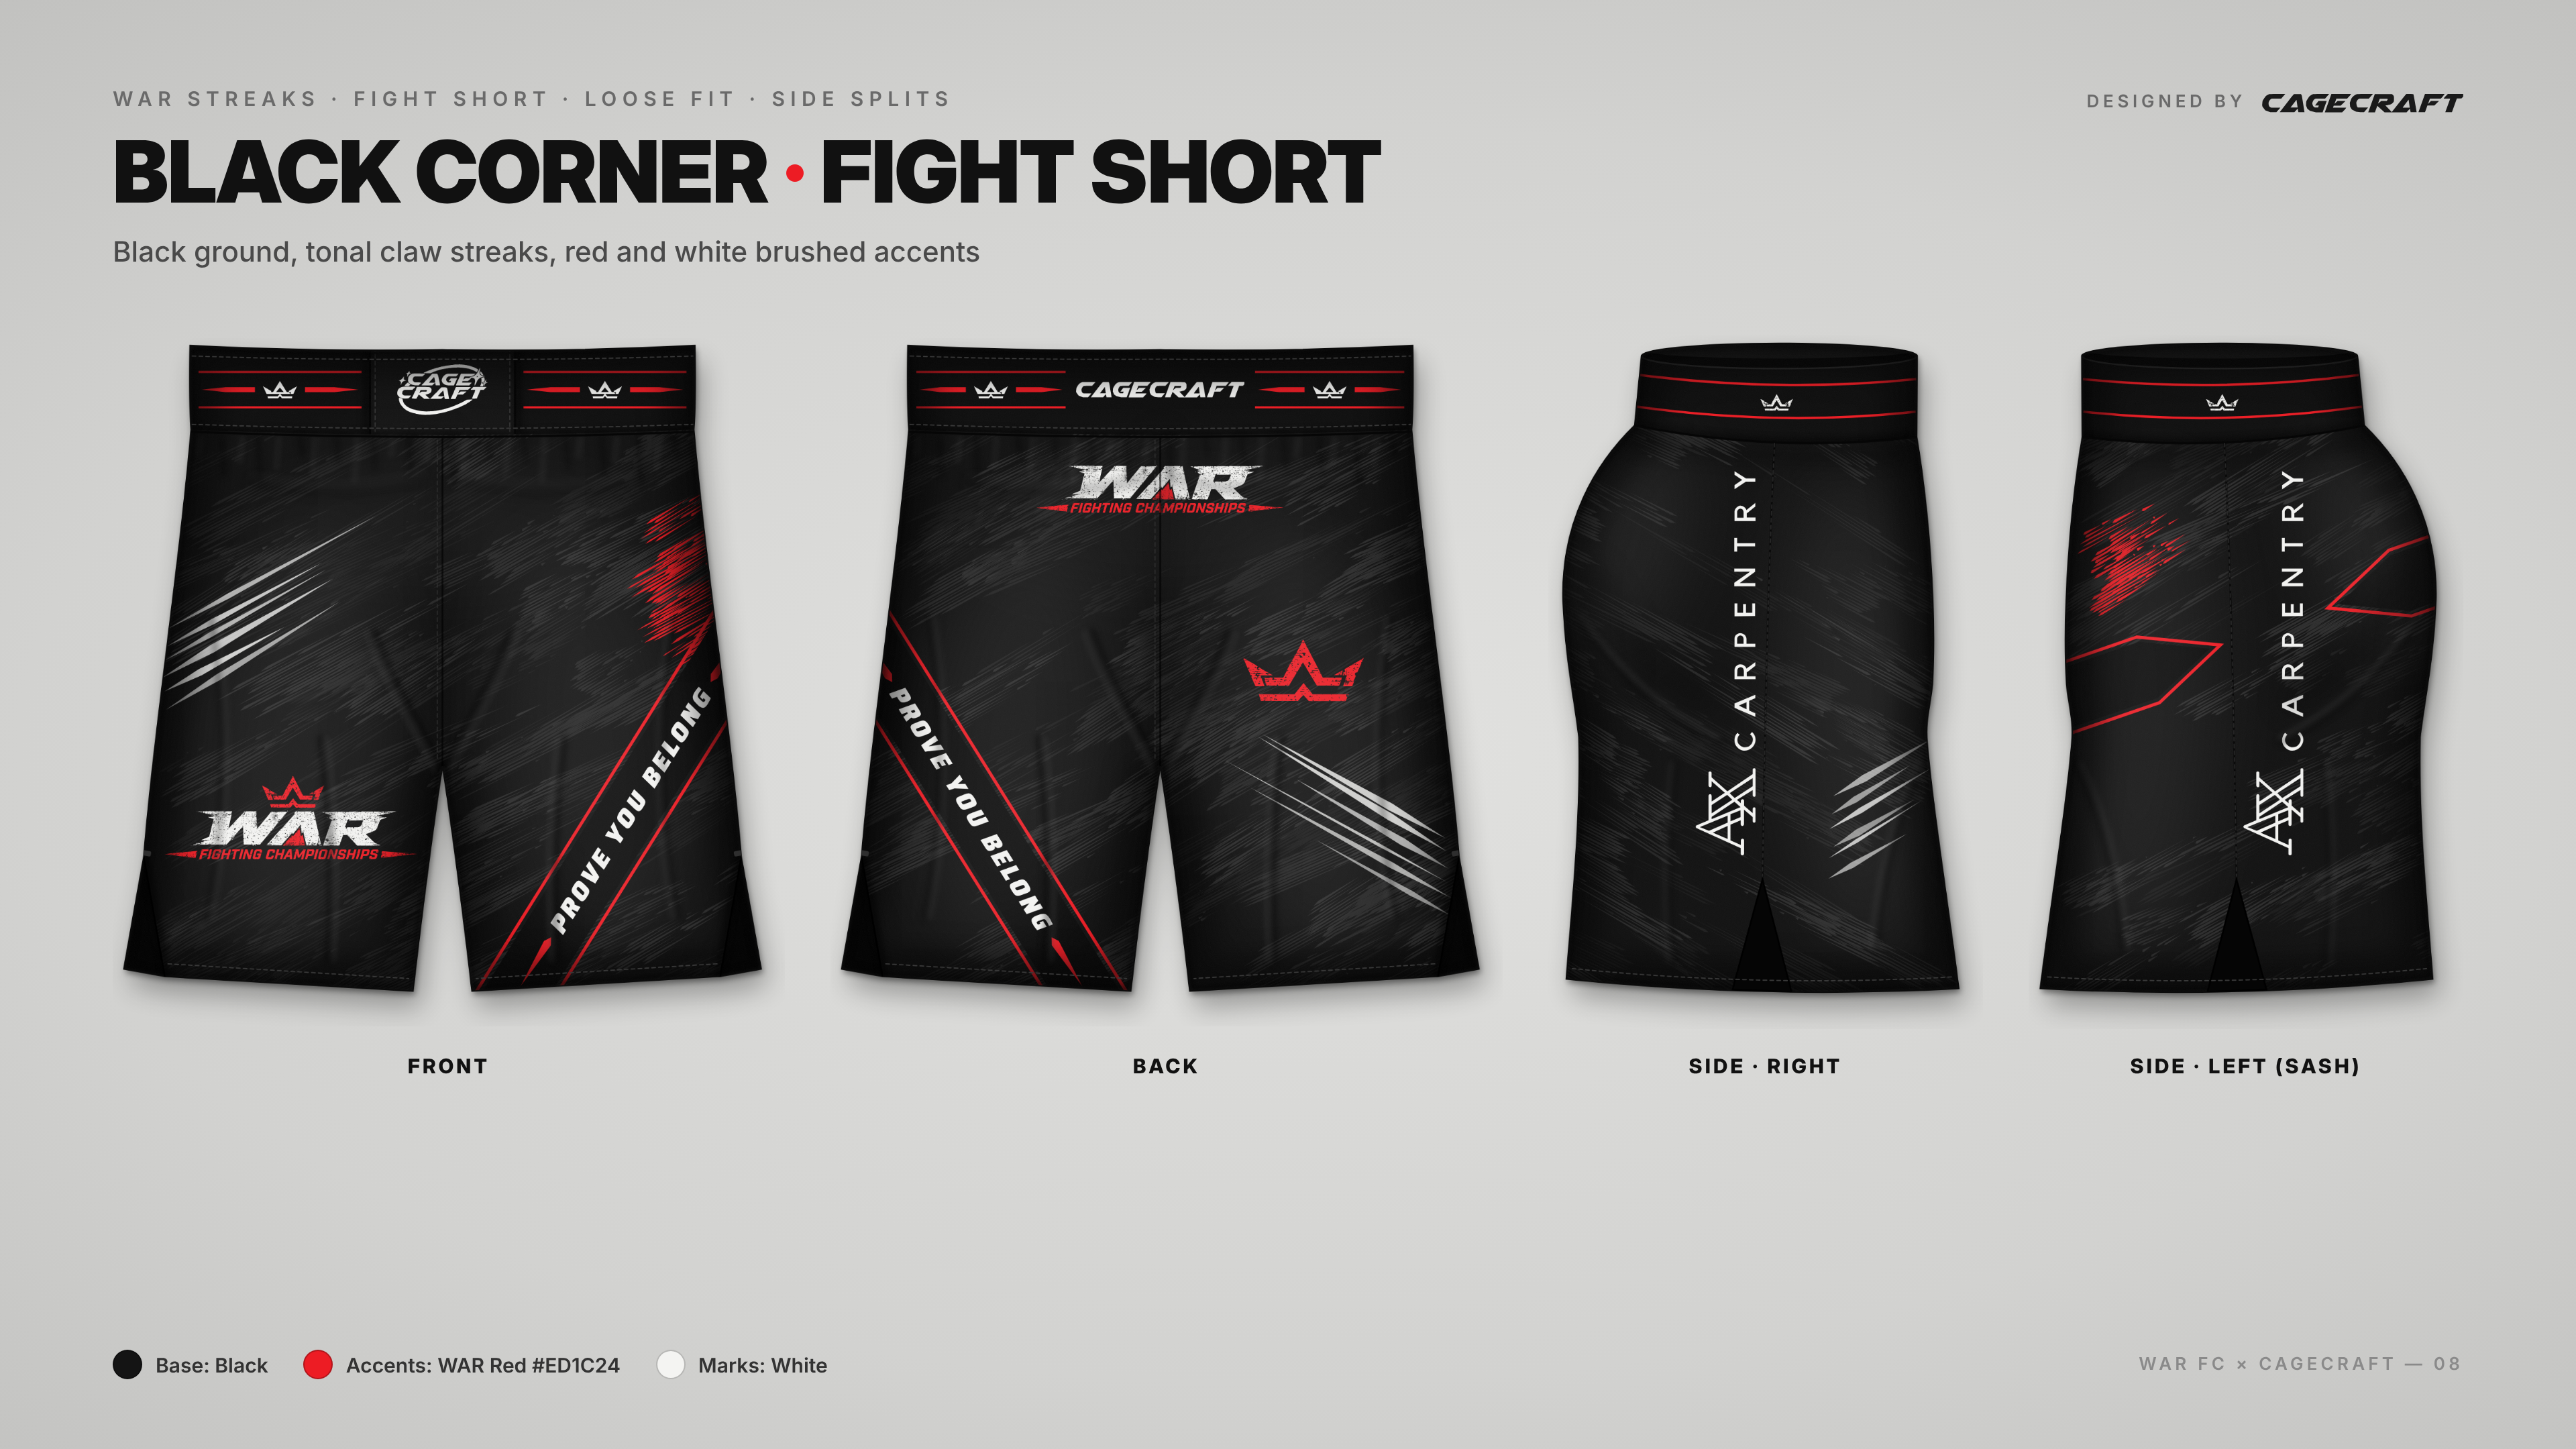 WAR STREAKS · FIGHT SHORT · LOOSE FIT · SIDE SPLITS
DESIGNED BY CAGECRAFT
BLACK CORNER • FIGHT SHORT
Black ground, tonal claw streaks, red and white brushed accents
CAGE
CRAFT
WAR
FIGHTING CHAMPIONSHIPS
PROVE YOU BELONG
CAGECRAFT
WAR
FIGHTING CHAMPIONSHIPS
PROVE YOU BELONG
AX CARPENTRY
AX CARPENTRY
FRONT
BACK
SIDE · RIGHT
SIDE · LEFT (SASH)
Base: Black
Accents: WAR Red #ED1C24
Marks: White
WAR FC × CAGECRAFT — 08